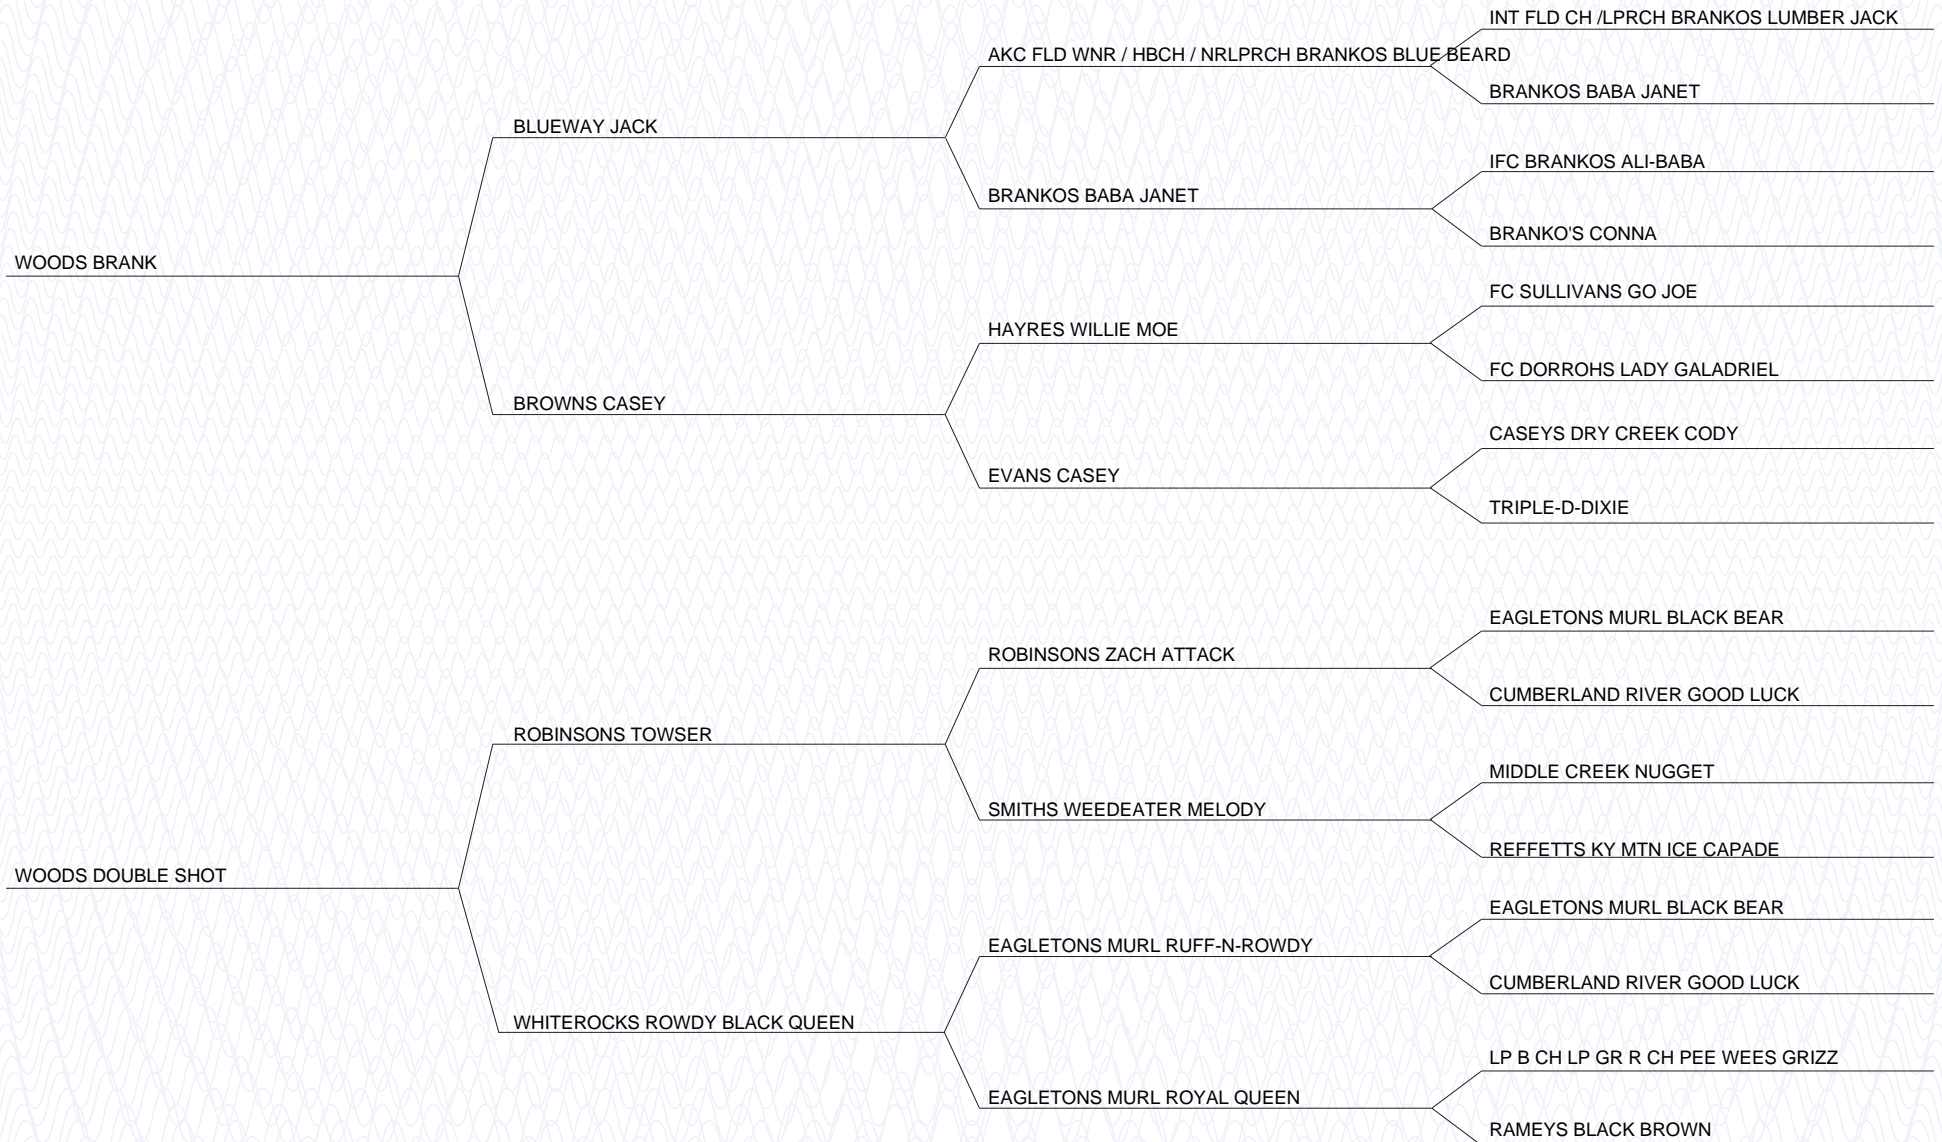 INT FLD CH /LPRCH BRANKOS LUMBER JACK
AKC FLD WNR / HBCH / NRLPRCH BRANKOS BLUE BEARD
BRANKOS BABA JANET
BLUEWAY JACK
IFC BRANKOS ALI-BABA
BRANKOS BABA JANET
BRANKO'S CONNA
WOODS BRANK
FC SULLIVANS GO JOE
HAYRES WILLIE MOE
FC DORROHS LADY GALADRIEL
BROWNS CASEY
CASEYS DRY CREEK CODY
EVANS CASEY
TRIPLE-D-DIXIE
EAGLETONS MURL BLACK BEAR
ROBINSONS ZACH ATTACK
CUMBERLAND RIVER GOOD LUCK
ROBINSONS TOWSER
MIDDLE CREEK NUGGET
SMITHS WEEDEATER MELODY
REFFETTS KY MTN ICE CAPADE
WOODS DOUBLE SHOT
EAGLETONS MURL BLACK BEAR
EAGLETONS MURL RUFF-N-ROWDY
CUMBERLAND RIVER GOOD LUCK
WHITEROCKS ROWDY BLACK QUEEN
LP B CH LP GR R CH PEE WEES GRIZZ
EAGLETONS MURL ROYAL QUEEN
RAMEYS BLACK BROWN